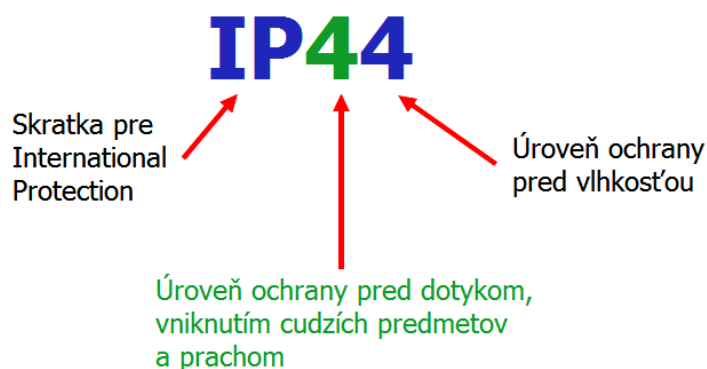 IP44
Skratka pre
International
Protection
Úroveň ochrany
pred vlhkosťou
Úroveň ochrany pred dotykom,
vniknutím cudzích predmetov
a prachom